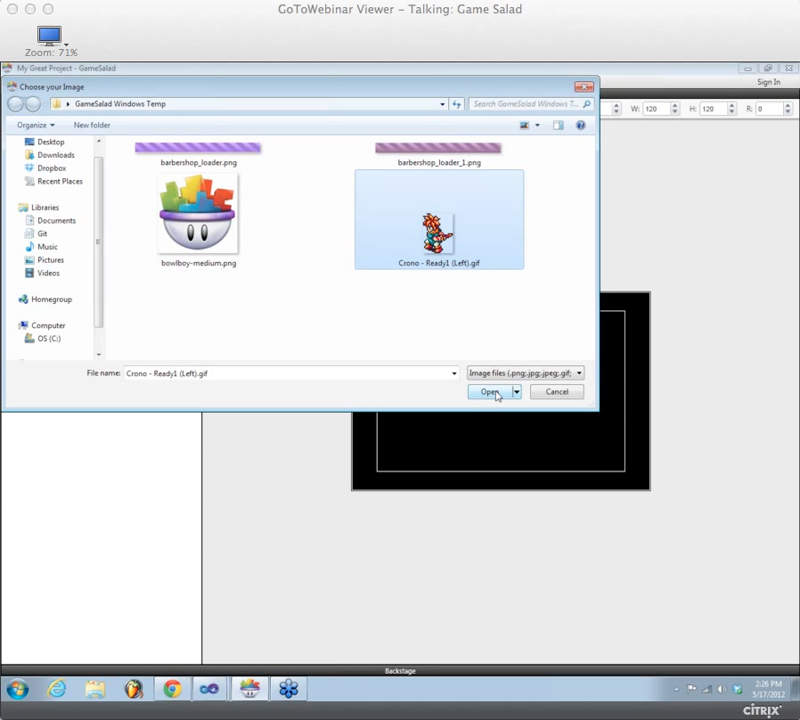 GoToWebinar Viewer – Talking: Game Salad
Zoom: 71%
My Great Project - GameSalad
Sign In
Choose your Image
GameSalad Windows Temp
Search GameSalad Windows T...
W: 120
H: 120
R: 0
Organize
New folder
Desktop
Downloads
Dropbox
Recent Places
Libraries
Documents
Git
Music
Pictures
Videos
Homegroup
Computer
OS (C:)
barbershop_loader.png
barbershop_loader_1.png
bowlboy-medium.png
Crono - Ready1 (Left).gif
File name:
Crono - Ready1 (Left).gif
Image files (.png;.jpg;.jpeg;.gif;
Open
Cancel
Backstage
2:26 PM
5/17/2012
CİTRIX